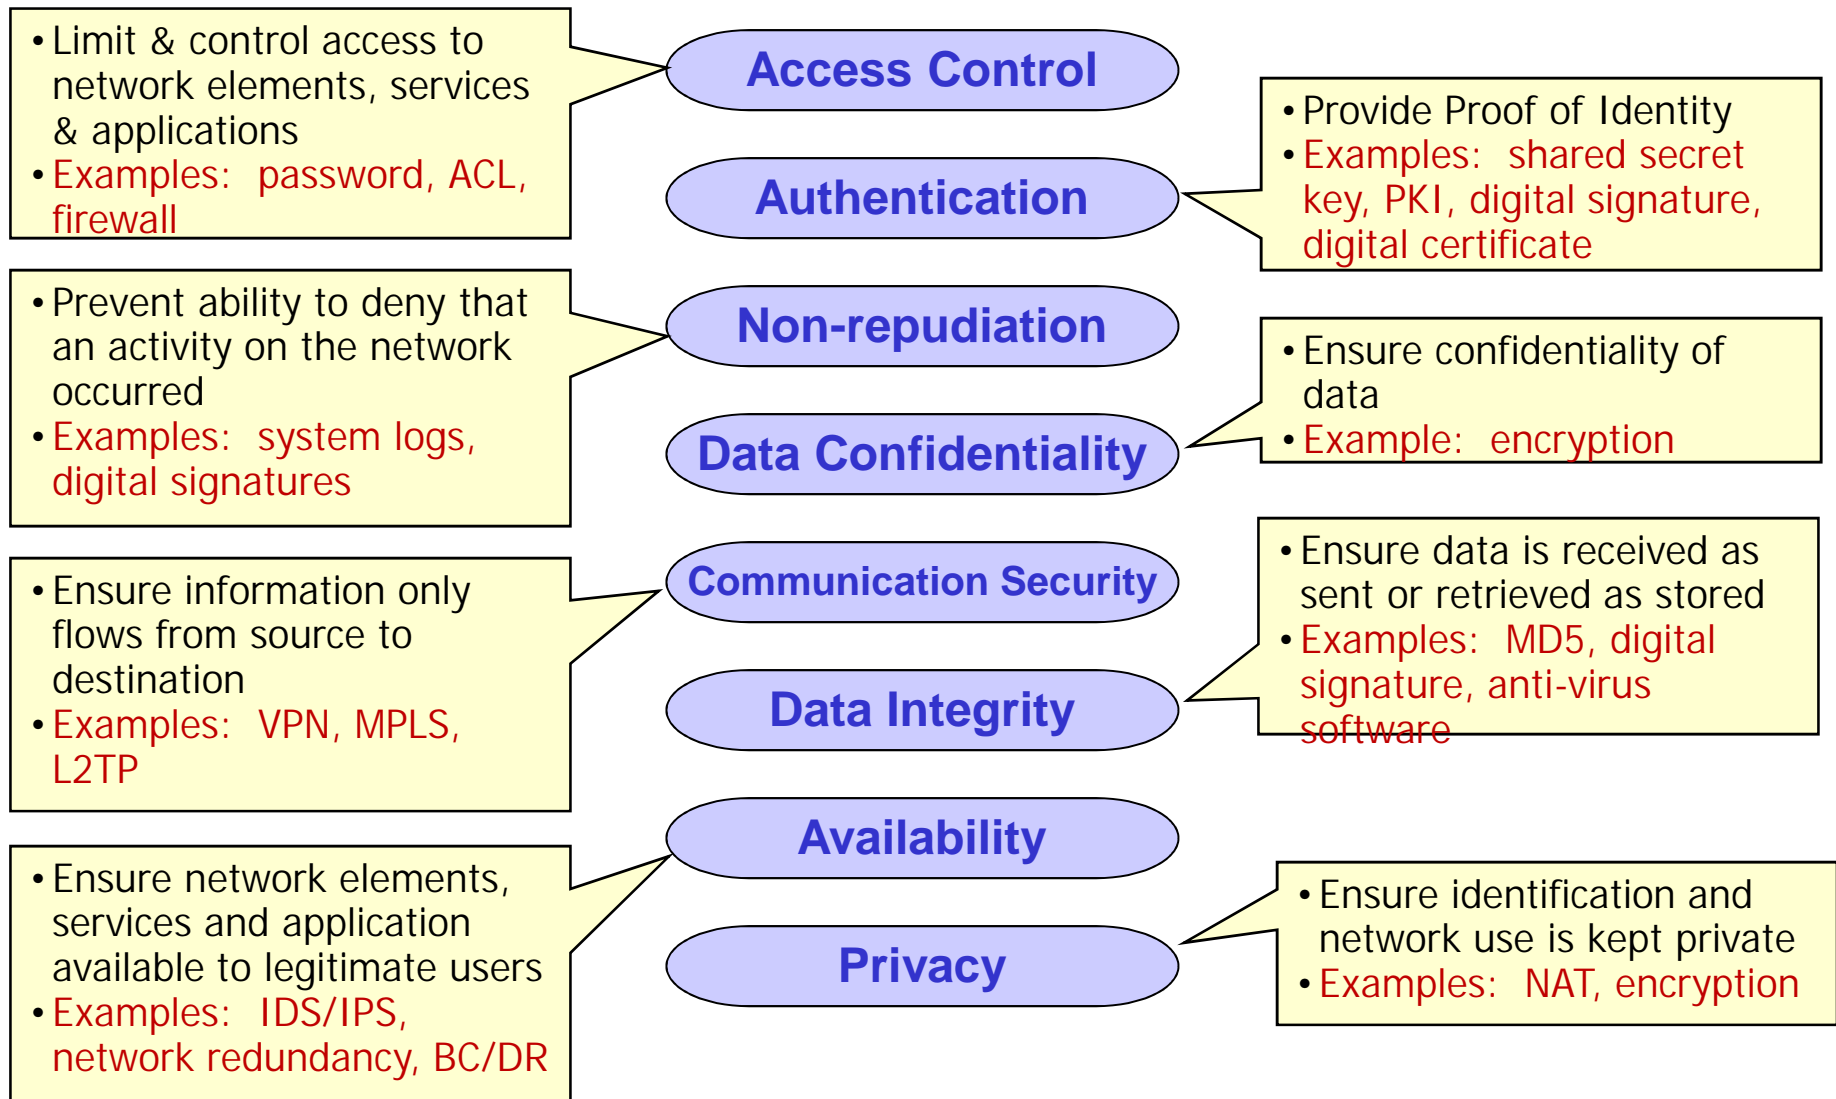 • Limit & control access to
network elements, services
& applications
• Examples: password, ACL,
firewall
Access Control
• Provide Proof of Identity
• Examples: shared secret
key, PKI, digital signature,
digital certificate
Authentication
• Prevent ability to deny that
an activity on the network
occurred
• Examples: system logs,
digital signatures
Non-repudiation
• Ensure confidentiality of
data
• Example: encryption
Data Confidentiality
• Ensure information only
flows from source to
destination
• Examples: VPN, MPLS,
L2TP
Communication Security
• Ensure data is received as
sent or retrieved as stored
• Examples: MD5, digital
signature, anti-virus
software
Data Integrity
• Ensure network elements,
services and application
available to legitimate users
• Examples: IDS/IPS,
network redundancy, BC/DR
Availability
• Ensure identification and
network use is kept private
• Examples: NAT, encryption
Privacy